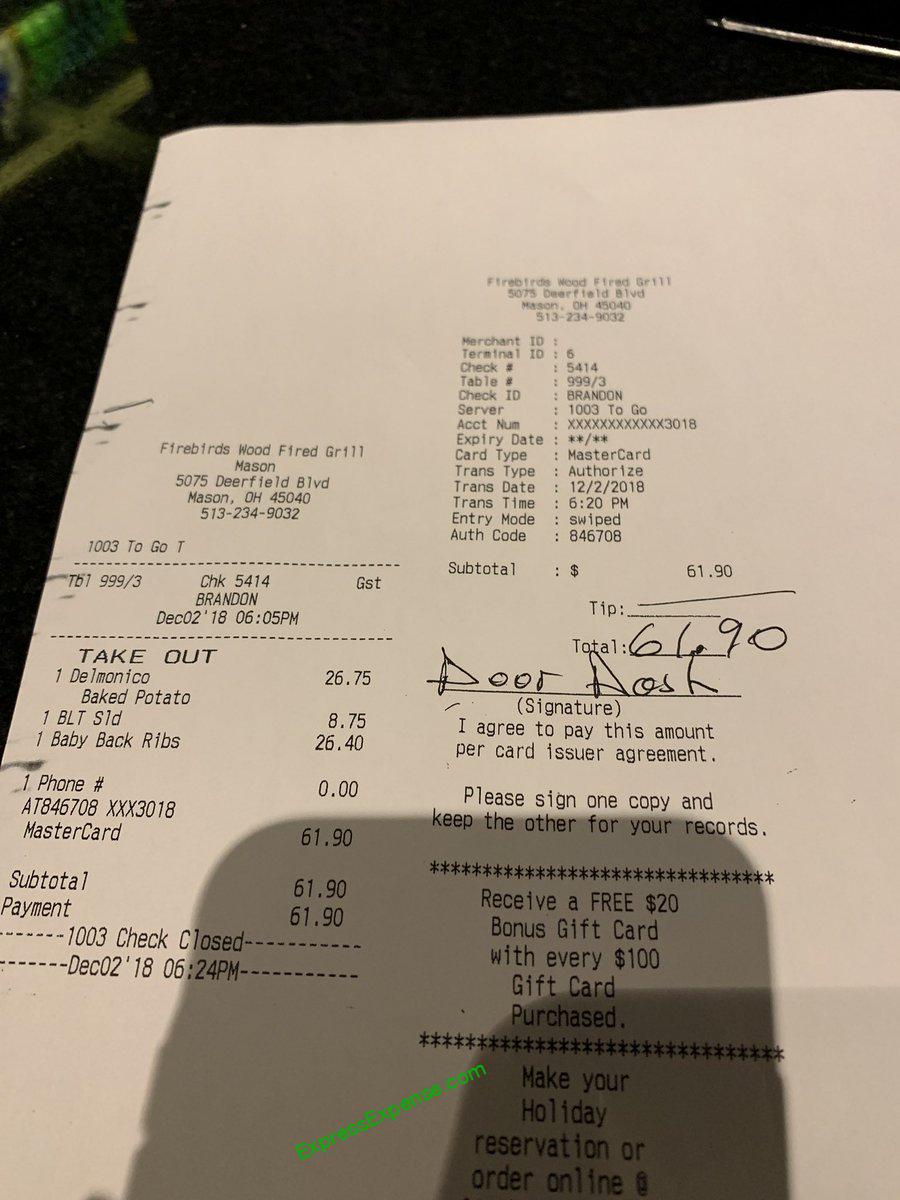 Firebirds Wood Fired Grill
Mason
5075 Deerfield Blvd
Mason, OH 45040
513-234-9032
1003 To Go T
Tbl 999/3 Chk 5414 Gst
BRANDON
Dec02'18 06:05PM
TAKE OUT
1 Delmonico 26.75
Baked Potato
1 BLT Sld 8.75
1 Baby Back Ribs 26.40
1 Phone # 0.00
AT846708 XXX3018
MasterCard 61.90
Subtotal 61.90
Payment 61.90
-------1003 Check Closed-----------
-------Dec02'18 06:24PM-----------
Firebirds Wood Fired Grill
5075 Deerfield Blvd
Mason, OH 45040
513-234-9032
Merchant ID :
Terminal ID : 6
Check # : 5414
Table # : 999/3
Check ID : BRANDON
Server : 1003 To Go
Acct Num : XXXXXXXXXXXX3018
Expiry Date : **/**
Card Type : MasterCard
Trans Type : Authorize
Trans Date : 12/2/2018
Trans Time : 6:20 PM
Entry Mode : swiped
Auth Code : 846708
Subtotal : $ 61.90
Tip:
Total: 61.90
Door Dash
(Signature)
I agree to pay this amount
per card issuer agreement.
Please sign one copy and
keep the other for your records.
*******************************
Receive a FREE $20
Bonus Gift Card
with every $100
Gift Card
Purchased.
*******************************
Make your
Holiday
reservation or
order online @
ExpressExpense.com